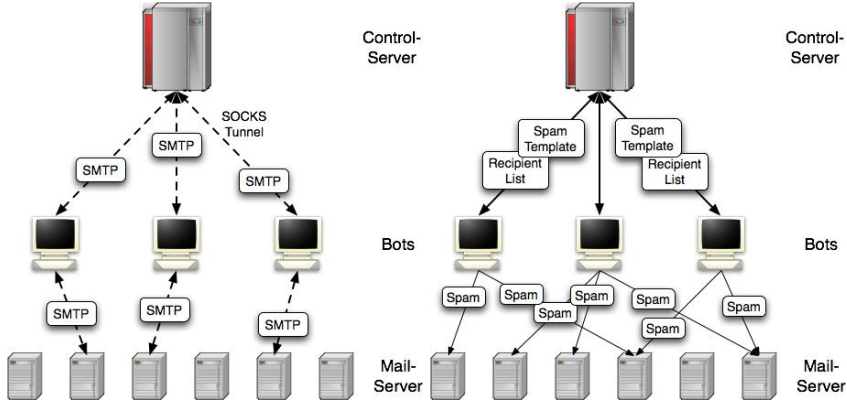 Control-
Server
SOCKS
Tunnel
SMTP
SMTP
SMTP
Bots
SMTP
SMTP
SMTP
Mail-
Server
Control-
Server
Spam
Template
Recipient
List
Spam
Template
Recipient
List
Bots
Spam
Spam
Spam
Spam
Spam
Spam
Spam
Mail-
Server